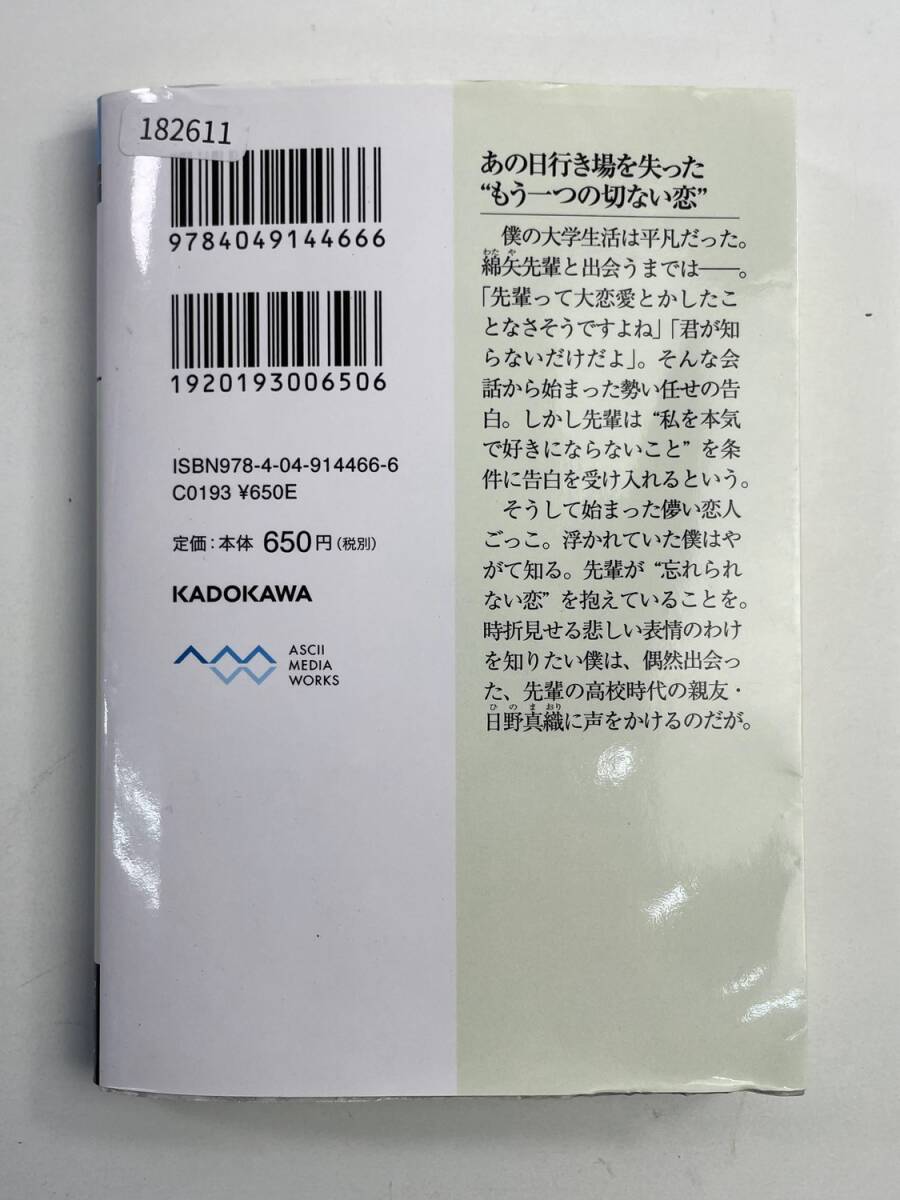 182611
9784049144666
1920193006506
ISBN978-4-04-914466-6
C0193 ¥650E
定価：本体 650円（税別）
KADOKAWA
ASCII
MEDIA
WORKS
あの日行き場を失った
“もう一つの切ない恋”
僕の大学生活は平凡だった。
わたや
綿矢先輩と出会うまでは――。
「先輩って大恋愛とかしたこ
となさそうですよね」「君が知
らないだけだよ」。そんな会
話から始まった勢い任せの告
白。しかし先輩は“私を本気
で好きにならないこと”を条
件に告白を受け入れるという。
そうして始まった儚い恋人
ごっこ。浮かれていた僕はや
がて知る。先輩が“忘れられ
ない恋”を抱えていることを。
時折見せる悲しい表情のわけ
を知りたい僕は、偶然出会っ
た、先輩の高校時代の親友・
ひのまおり
日野真織に声をかけるのだが。